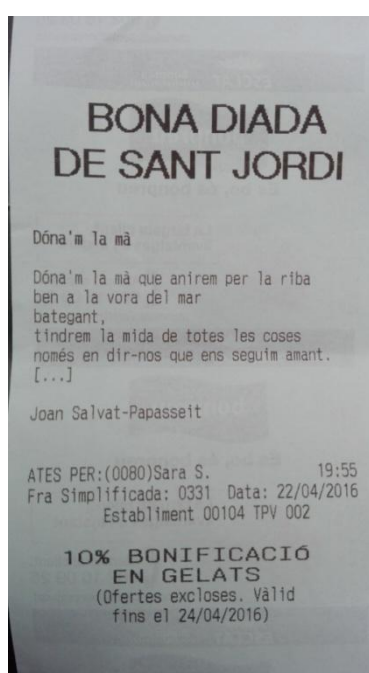 BONA DIADA
DE SANT JORDI
Dóna'm la mà
Dóna'm la mà que anirem per la riba
ben a la vora del mar
bategant,
tindrem la mida de totes les coses
només en dir-nos que ens seguim amant.
[...]
Joan Salvat-Papasseit
ATES PER:(0080)Sara S. 19:55
Fra Simplificada: 0331 Data: 22/04/2016
Establiment 00104 TPV 002
10% BONIFICACIÓ
EN GELATS
(Ofertes excloses. Vàlid
fins el 24/04/2016)